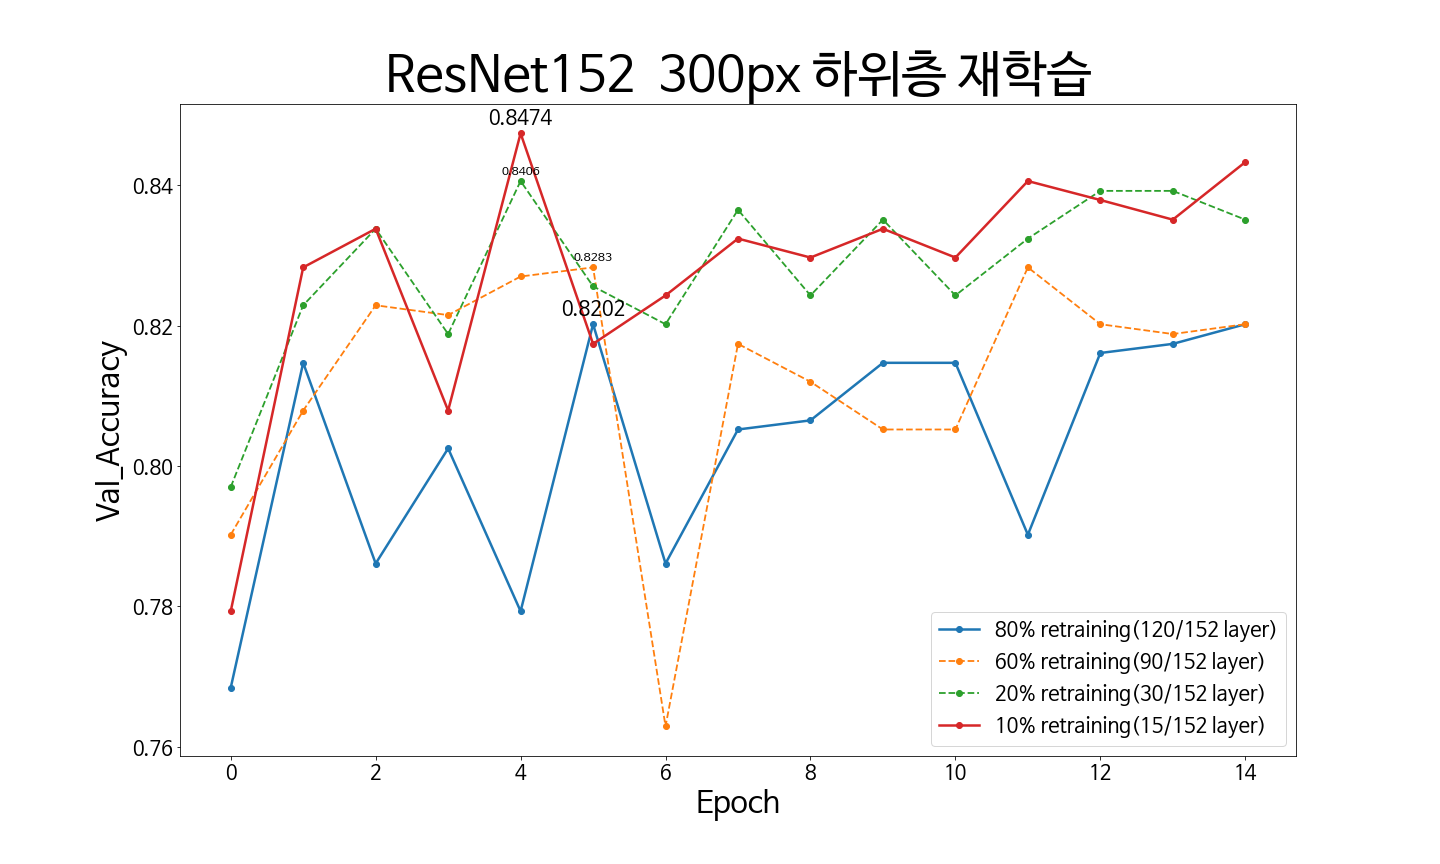 ResNet152 300px 하위층 재학습
0.8474
0.8406
0.8283
0.8202
Val_Accuracy
0.84
0.82
0.80
0.78
0.76
0 2 4 6 8 10 12 14
Epoch
80% retraining(120/152 layer)
60% retraining(90/152 layer)
20% retraining(30/152 layer)
10% retraining(15/152 layer)